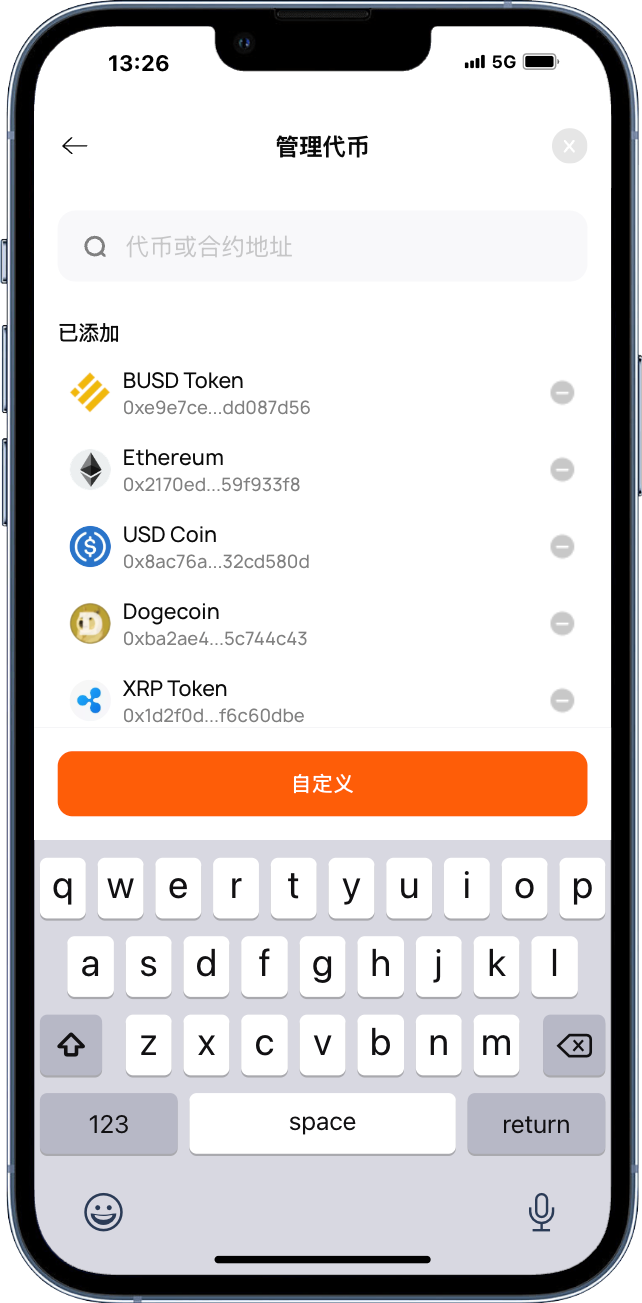 13:26
5G
管理代币
X
代币或合约地址
已添加
BUSD Token
0xe9e7ce...dd087d56
Ethereum
0x2170ed...59f933f8
USD Coin
0x8ac76a...32cd580d
Dogecoin
0xba2ae4...5c744c43
XRP Token
0x1d2f0d...f6c60dbe
自定义
q w e r t y u i o p
a s d f g h j k l
z x c v b n m
123 space return